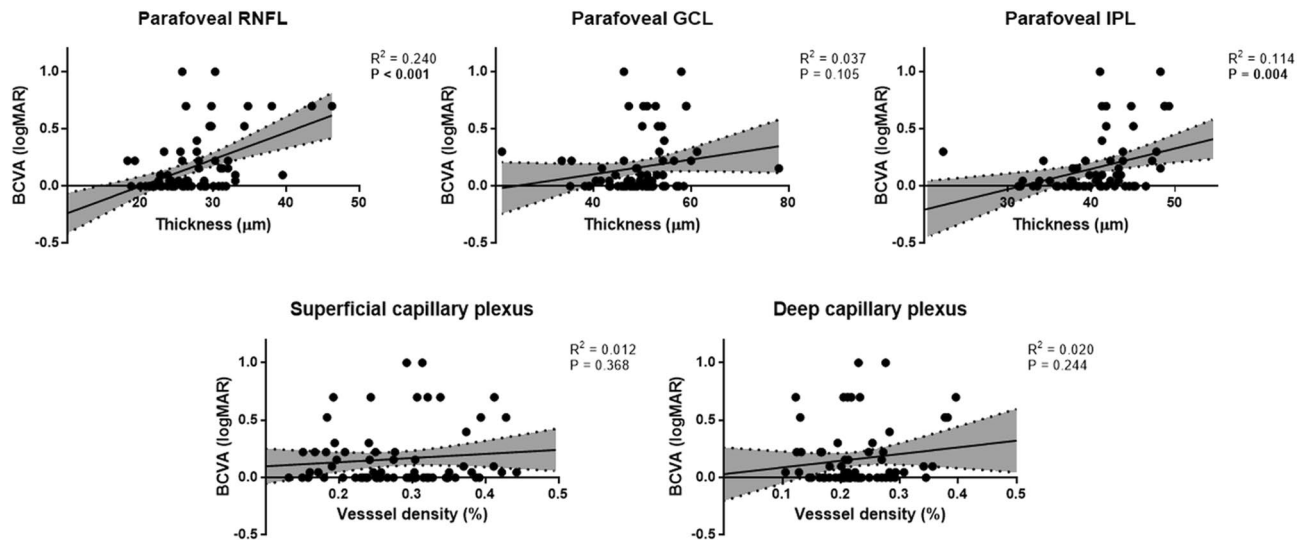 Parafoveal RNFL
R² = 0.240
P < 0.001
BCVA (logMAR)
1.0
0.5
0.0
-0.5
20
30
40
50
Thickness (μm)
Parafoveal GCL
R² = 0.037
P = 0.105
BCVA (logMAR)
1.0
0.5
0.0
-0.5
40
60
80
Thickness (μm)
Parafoveal IPL
R² = 0.114
P = 0.004
BCVA (logMAR)
1.0
0.5
0.0
-0.5
30
40
50
Thickness (μm)
Superficial capillary plexus
R² = 0.012
P = 0.368
BCVA (logMAR)
1.0
0.5
0.0
-0.5
0.2
0.3
0.4
0.5
Vesssel density (%)
Deep capillary plexus
R² = 0.020
P = 0.244
BCVA (logMAR)
1.0
0.5
0.0
-0.5
0.1
0.2
0.3
0.4
0.5
Vesssel density (%)